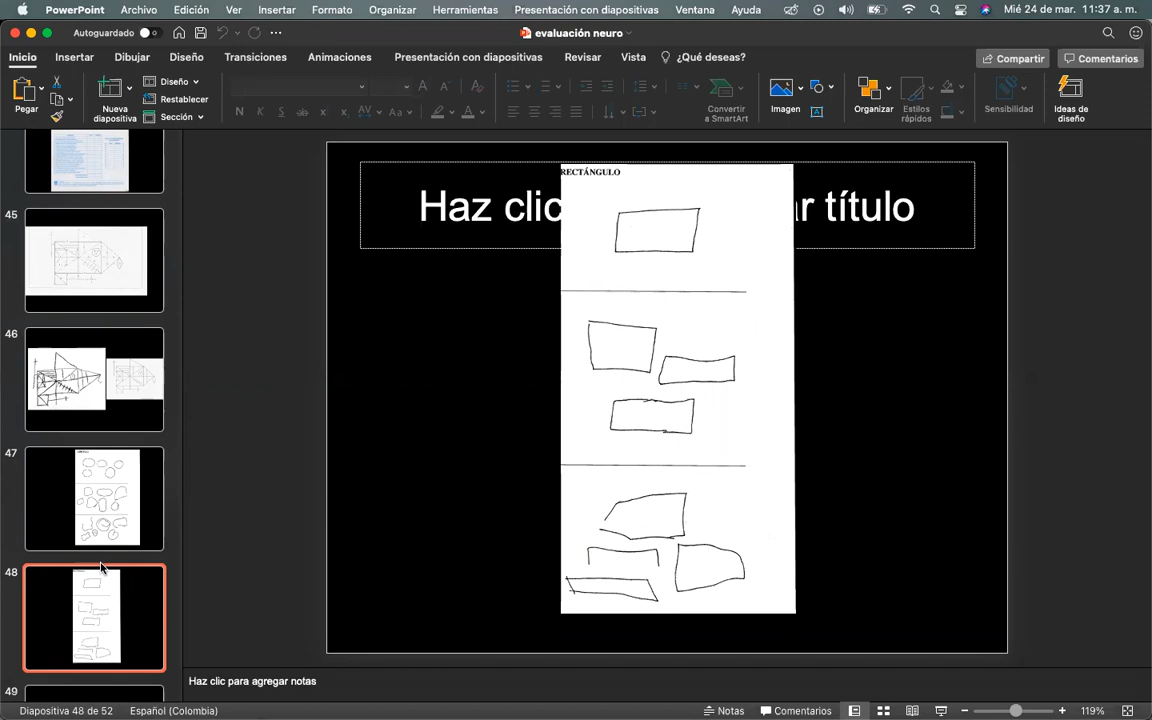 PowerPoint Archivo Edición Ver Insertar Formato Organizar Herramientas Presentación con diapositivas Ventana Ayuda Mié 24 de mar. 11:37 a. m.
Autoguardado evaluación neuro
Inicio Insertar Dibujar Diseño Transiciones Animaciones Presentación con diapositivas Revisar Vista ¿Qué deseas? Compartir Comentarios
Pegar
Nueva diapositiva
Diseño
Restablecer
Sección
N K S ab x x AV Aa A A A
Convertir a SmartArt
Imagen
Organizar
Estilos rápidos
Sensibilidad
Ideas de diseño
45
46
47
48
49
RECTÁNGULO
Haz clic r título
Haz clic para agregar notas
Diapositiva 48 de 52 Español (Colombia) Notas Comentarios 119%